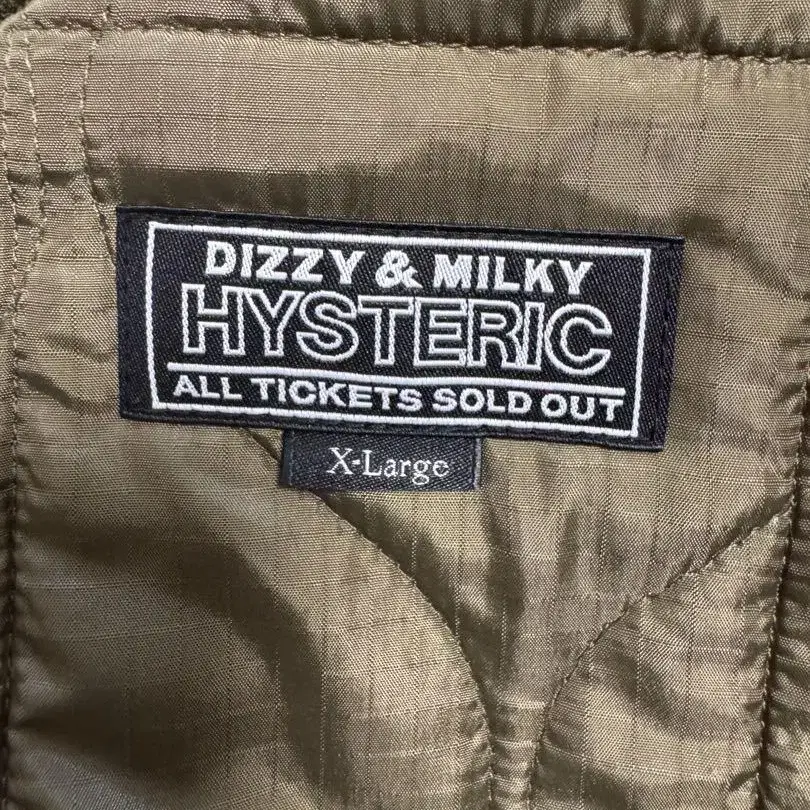 DIZZY & MILKY
HYSTERIC
ALL TICKETS SOLD OUT
X-Large